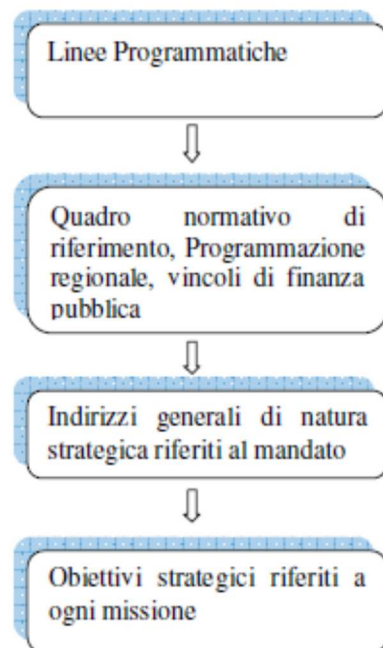 Linee Programmatiche
Quadro normativo di
riferimento, Programmazione
regionale, vincoli di finanza
pubblica
Indirizzi generali di natura
strategica riferiti al mandato
Obiettivi strategici riferiti a
ogni missione